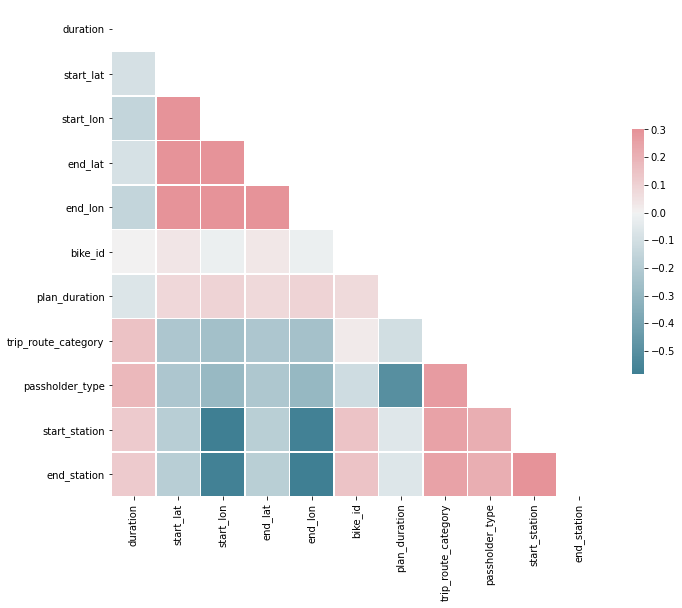 duration
start_lat
start_lon
end_lat
end_lon
bike_id
plan_duration
trip_route_category
passholder_type
start_station
end_station
0.3
0.2
0.1
0.0
−0.1
−0.2
−0.3
−0.4
−0.5
duration
start_lat
start_lon
end_lat
end_lon
bike_id
plan_duration
trip_route_category
passholder_type
start_station
end_station